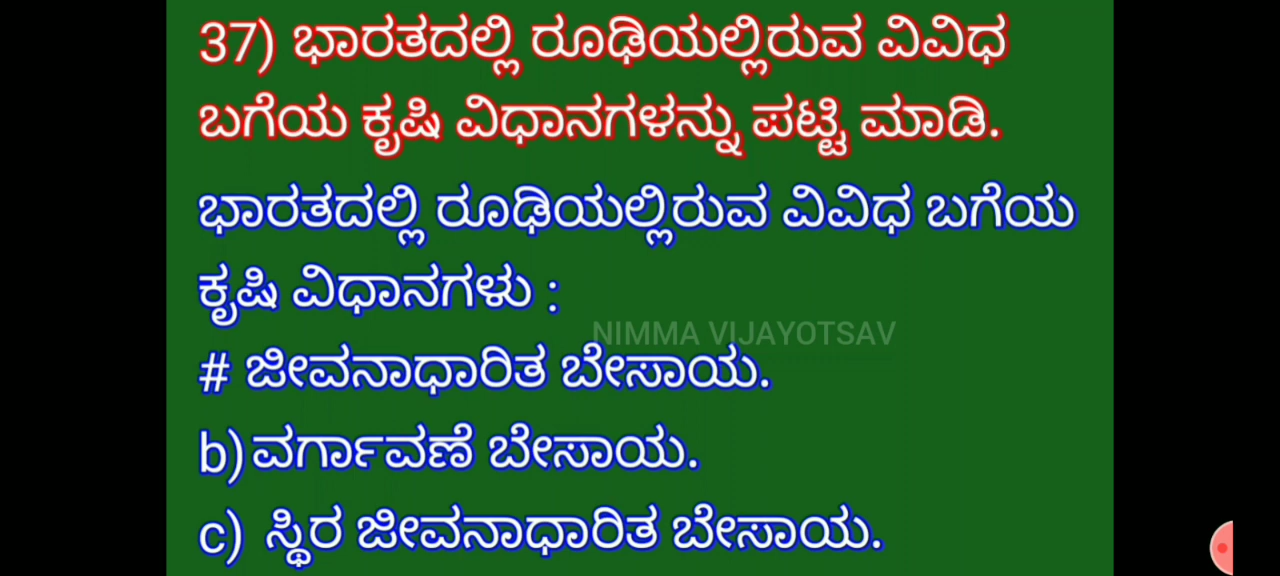 37) ಭಾರತದಲ್ಲಿ ರೂಢಿಯಲ್ಲಿರುವ ವಿವಿಧ
ಬಗೆಯ ಕೃಷಿ ವಿಧಾನಗಳನ್ನು ಪಟ್ಟಿ ಮಾಡಿ.
ಭಾರತದಲ್ಲಿ ರೂಢಿಯಲ್ಲಿರುವ ವಿವಿಧ ಬಗೆಯ
ಕೃಷಿ ವಿಧಾನಗಳು :
NIMMA VIJAYOTSAV
# ಜೀವನಾಧಾರಿತ ಬೇಸಾಯ.
b) ವರ್ಗಾವಣೆ ಬೇಸಾಯ.
c) ಸ್ಥಿರ ಜೀವನಾಧಾರಿತ ಬೇಸಾಯ.